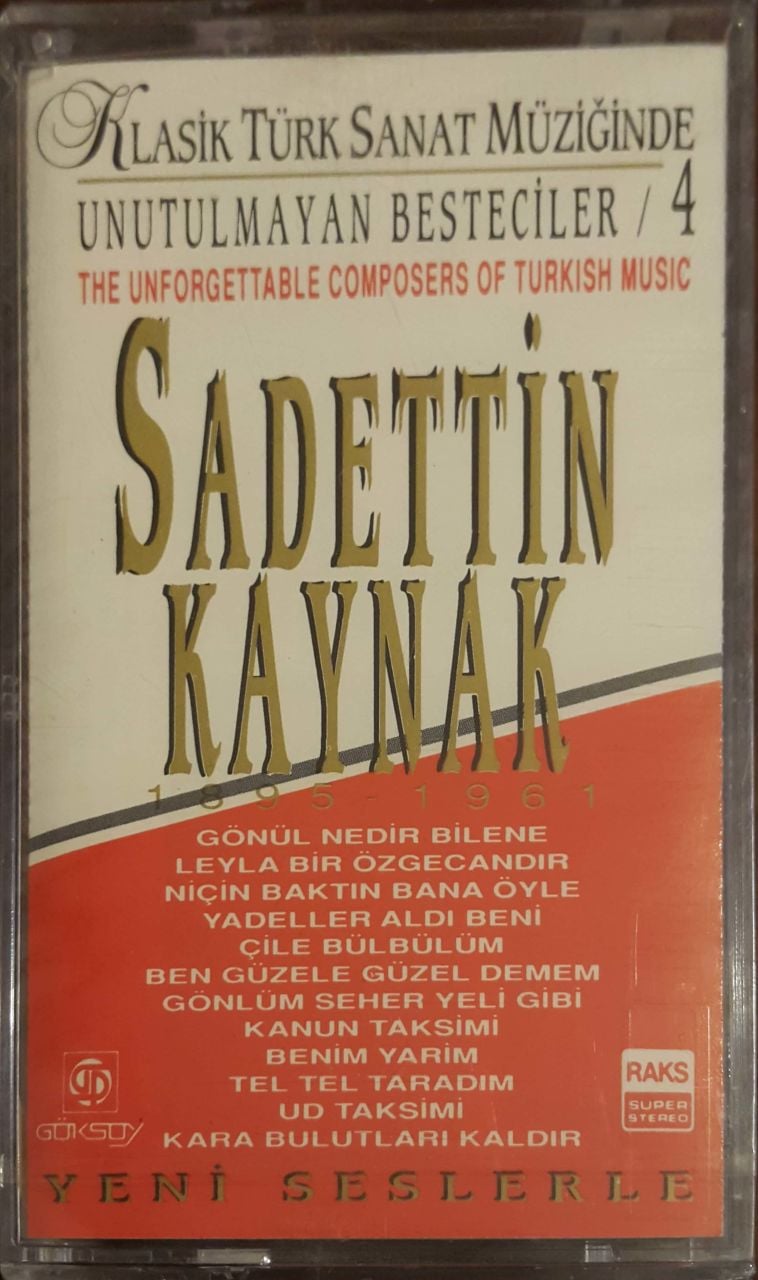 KLASİK TÜRK SANAT MÜZİĞİNDE
UNUTULMAYAN BESTECİLER / 4
THE UNFORGETTABLE COMPOSERS OF TURKISH MUSIC
SADETTİN
KAYNAK
1895-1961
GÖNÜL NEDİR BİLENE
LEYLA BİR ÖZGECANDIR
NİÇİN BAKTIN BANA ÖYLE
YADELLER ALDI BENİ
ÇİLE BÜLBÜLÜM
BEN GÜZELE GÜZEL DEMEM
GÖNLÜM SEHER YELİ GİBİ
KANUN TAKSİMİ
BENİM YARİM
TEL TEL TARADIM
UD TAKSİMİ
KARA BULUTLARI KALDIR
GÖKSOY
RAKS
SUPER
STEREO
YENİ SESLERLE